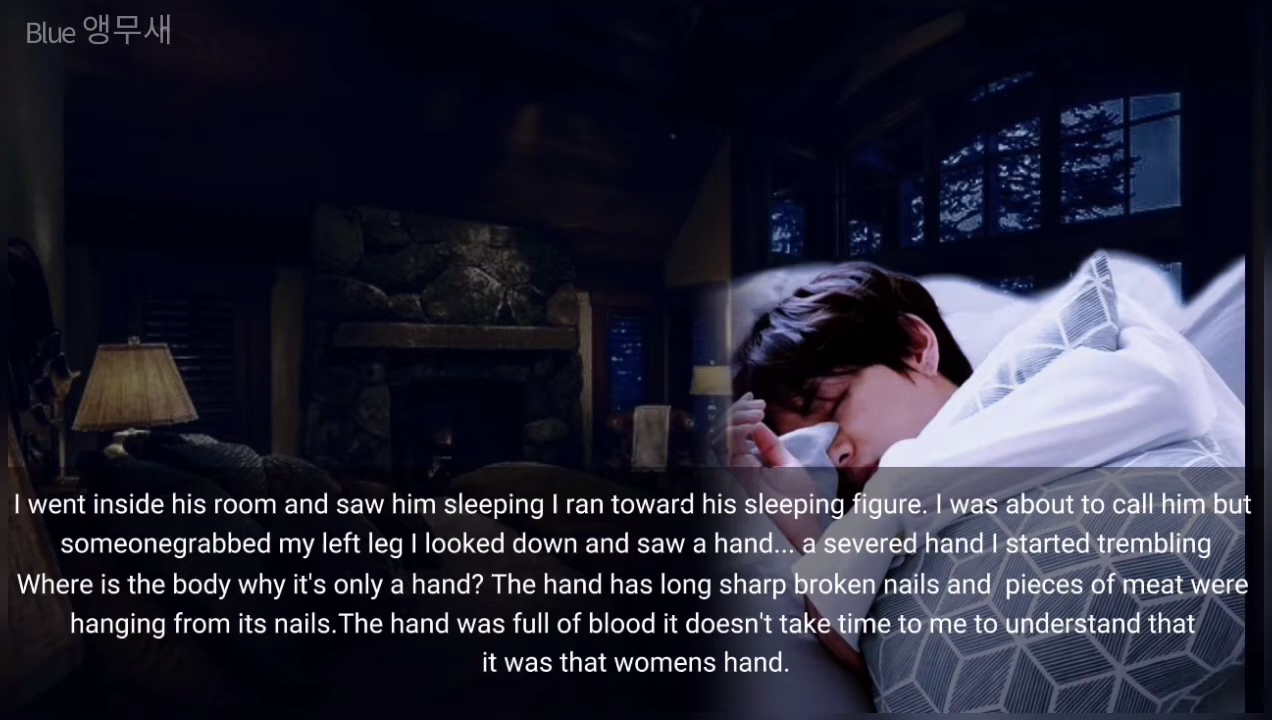 Blue 앵무새
I went inside his room and saw him sleeping I ran toward his sleeping figure. I was about to call him but
someonegrabbed my left leg I looked down and saw a hand... a severed hand I started trembling
Where is the body why it's only a hand? The hand has long sharp broken nails and  pieces of meat were
hanging from its nails.The hand was full of blood it doesn't take time to me to understand that
it was that womens hand.